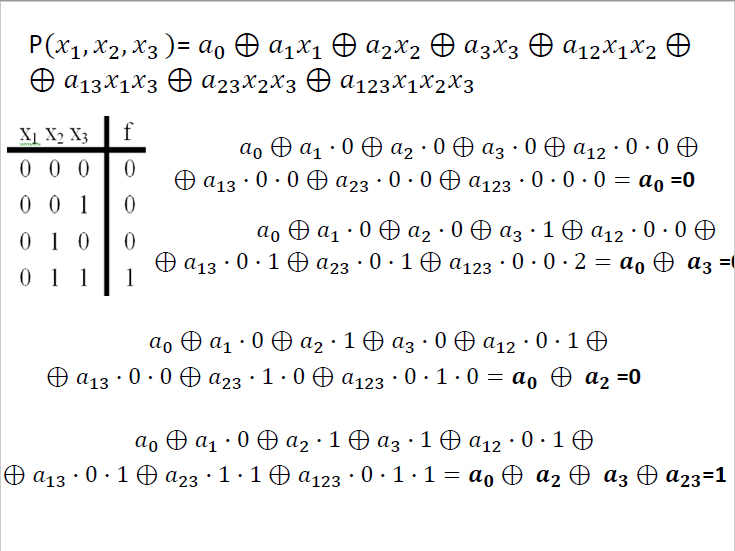 P(𝑥₁, 𝑥₂, 𝑥₃ )= 𝑎₀ ⊕ 𝑎₁𝑥₁ ⊕ 𝑎₂𝑥₂ ⊕ 𝑎₃𝑥₃ ⊕ 𝑎₁₂𝑥₁𝑥₂ ⊕
⊕ 𝑎₁₃𝑥₁𝑥₃ ⊕ 𝑎₂₃𝑥₂𝑥₃ ⊕ 𝑎₁₂₃𝑥₁𝑥₂𝑥₃
x₁ x₂ x₃ f
0 0 0 0
0 0 1 0
0 1 0 0
0 1 1 1
𝑎₀ ⊕ 𝑎₁ · 0 ⊕ 𝑎₂ · 0 ⊕ 𝑎₃ · 0 ⊕ 𝑎₁₂ · 0 · 0 ⊕
⊕ 𝑎₁₃ · 0 · 0 ⊕ 𝑎₂₃ · 0 · 0 ⊕ 𝑎₁₂₃ · 0 · 0 · 0 = 𝒂₀ =0
𝑎₀ ⊕ 𝑎₁ · 0 ⊕ 𝑎₂ · 0 ⊕ 𝑎₃ · 1 ⊕ 𝑎₁₂ · 0 · 0 ⊕
⊕ 𝑎₁₃ · 0 · 1 ⊕ 𝑎₂₃ · 0 · 1 ⊕ 𝑎₁₂₃ · 0 · 0 · 2 = 𝒂₀ ⊕ 𝒂₃ =
𝑎₀ ⊕ 𝑎₁ · 0 ⊕ 𝑎₂ · 1 ⊕ 𝑎₃ · 0 ⊕ 𝑎₁₂ · 0 · 1 ⊕
⊕ 𝑎₁₃ · 0 · 0 ⊕ 𝑎₂₃ · 1 · 0 ⊕ 𝑎₁₂₃ · 0 · 1 · 0 = 𝒂₀ ⊕ 𝒂₂ =0
𝑎₀ ⊕ 𝑎₁ · 0 ⊕ 𝑎₂ · 1 ⊕ 𝑎₃ · 1 ⊕ 𝑎₁₂ · 0 · 1 ⊕
⊕ 𝑎₁₃ · 0 · 1 ⊕ 𝑎₂₃ · 1 · 1 ⊕ 𝑎₁₂₃ · 0 · 1 · 1 = 𝒂₀ ⊕ 𝒂₂ ⊕ 𝒂₃ ⊕ 𝒂₂₃=1